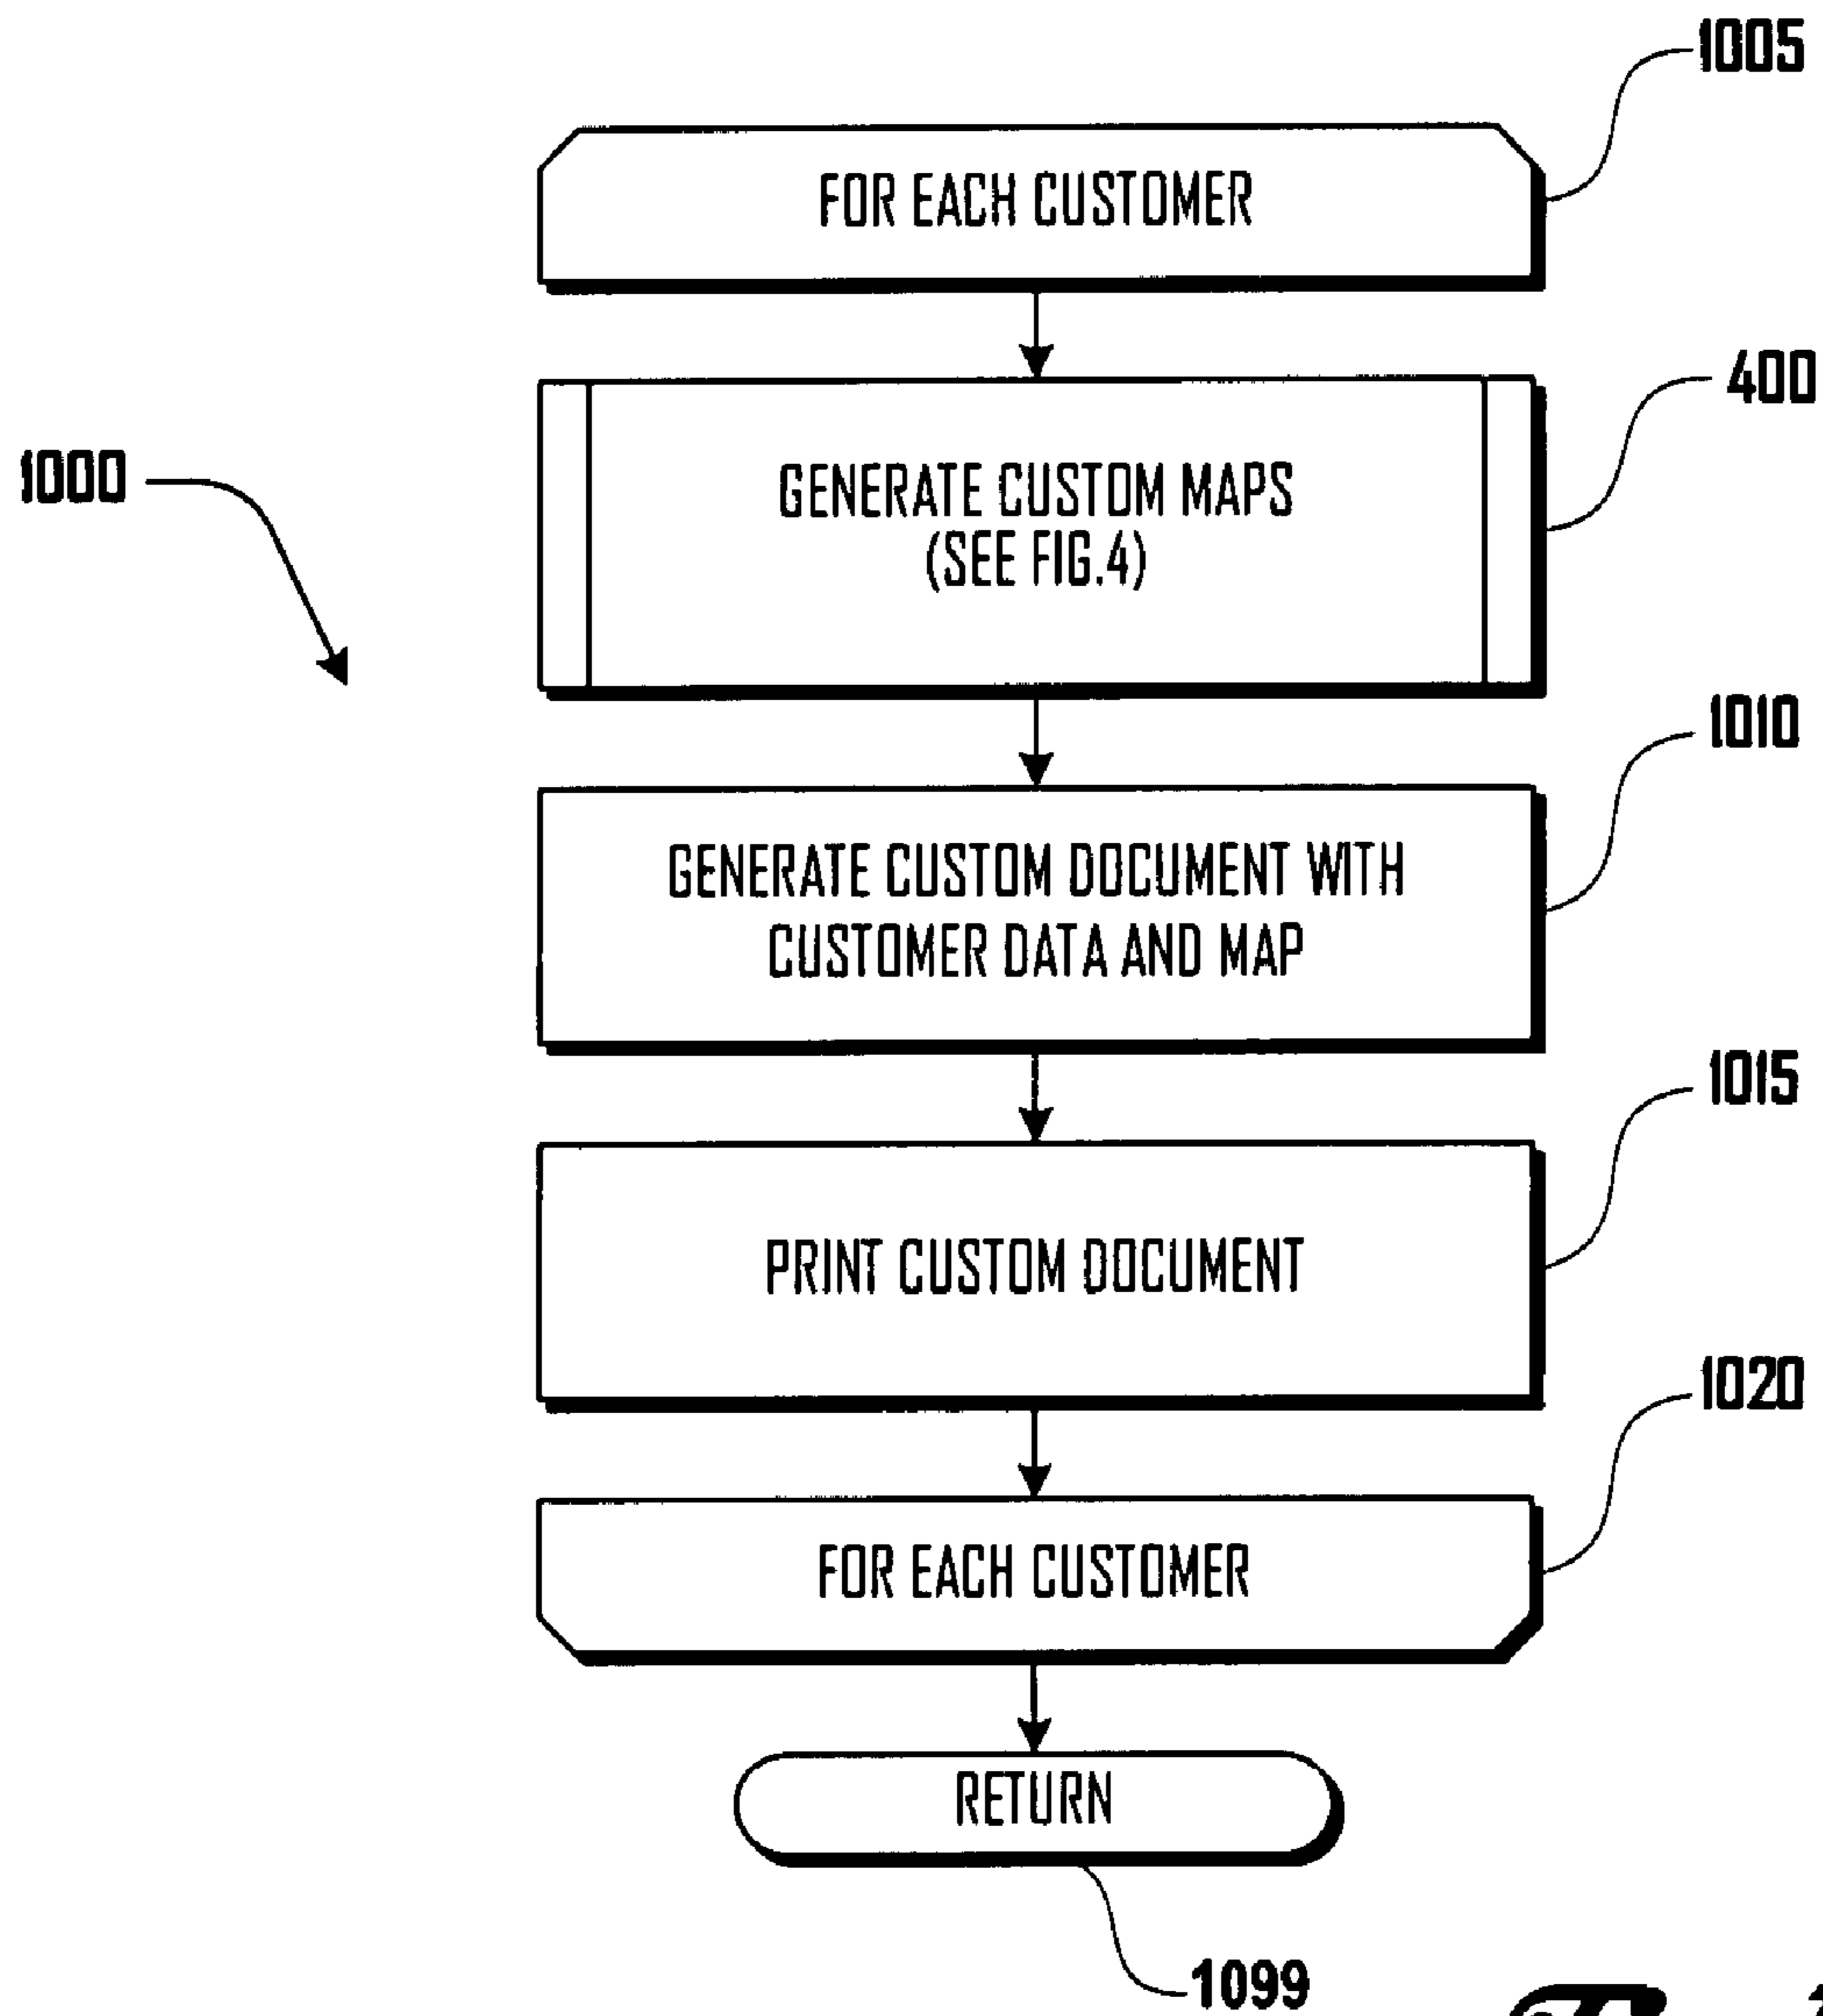 1005
FOR EACH CUSTOMER
400
1000
GENERATE CUSTOM MAPS
(SEE FIG.4)
1010
GENERATE CUSTOM DOCUMENT WITH
CUSTOMER DATA AND MAP
1015
PRINT CUSTOM DOCUMENT
1020
FOR EACH CUSTOMER
RETURN
1099